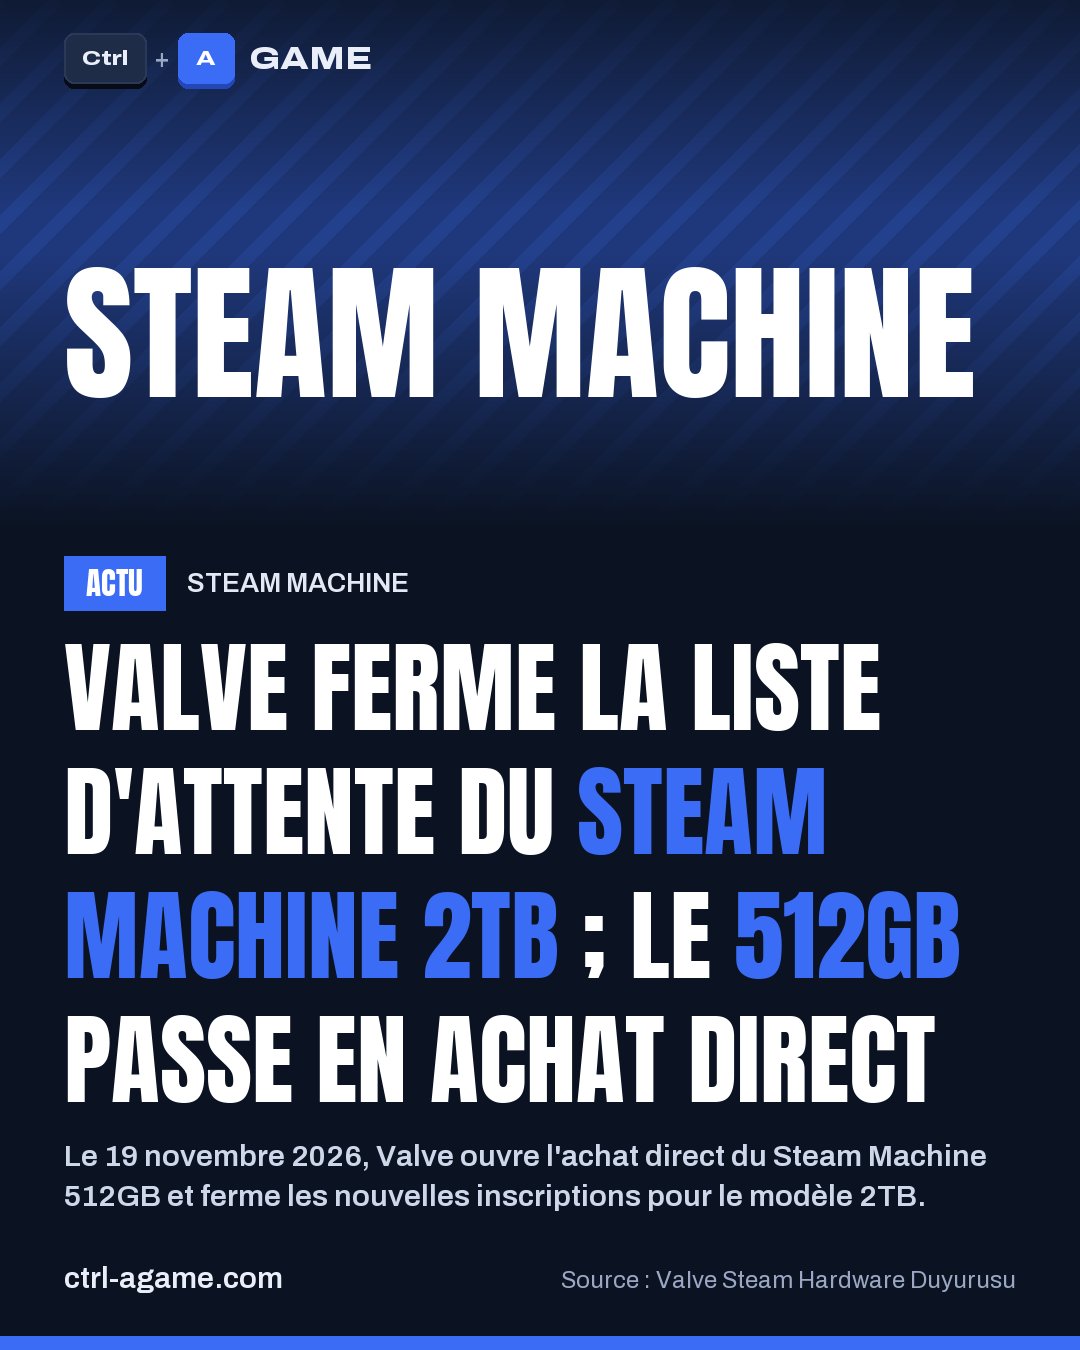 Ctrl + A GAME
STEAM MACHINE
ACTU STEAM MACHINE
VALVE FERME LA LISTE
D'ATTENTE DU STEAM
MACHINE 2TB ; LE 512GB
PASSE EN ACHAT DIRECT
Le 19 novembre 2026, Valve ouvre l'achat direct du Steam Machine
512GB et ferme les nouvelles inscriptions pour le modèle 2TB.
ctrl-agame.com Source : Valve Steam Hardware Duyurusu